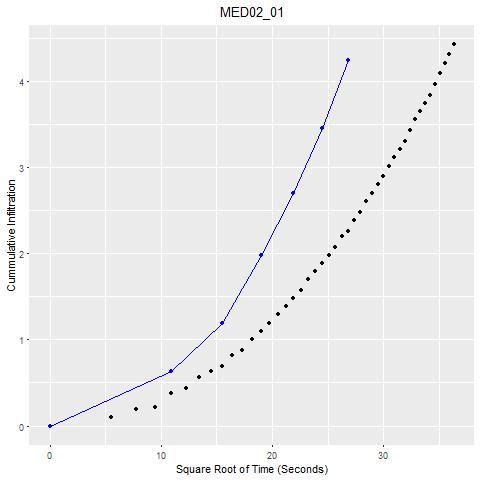 MED02_01
4
3
2
1
0
Cummulative Infiltration
0 10 20 30
Square Root of Time (Seconds)